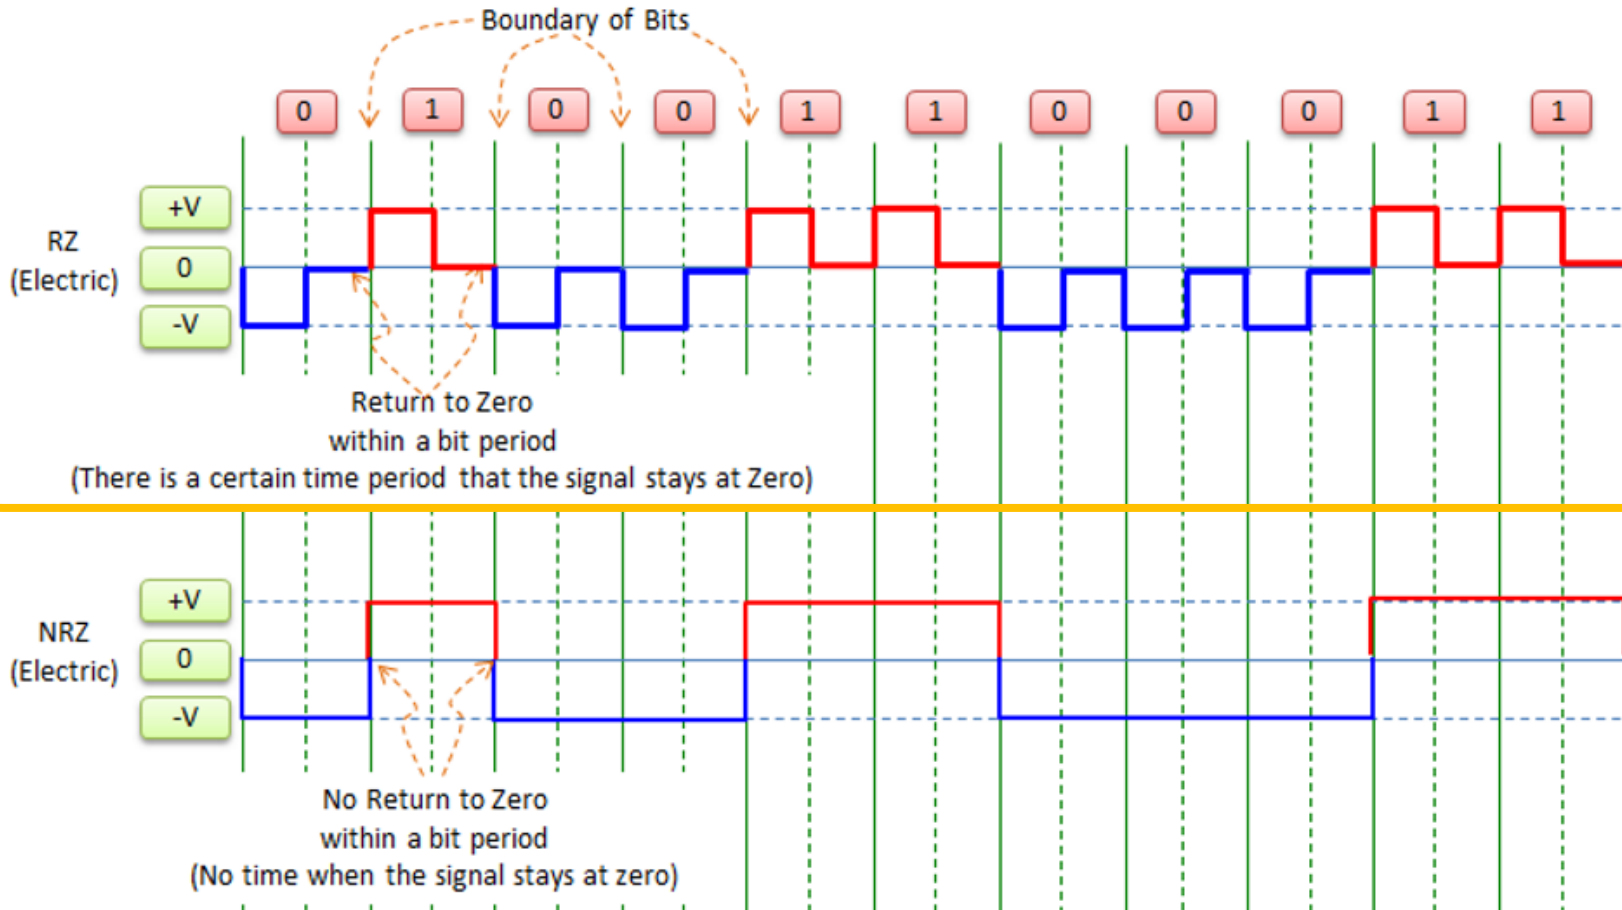 Boundary of Bits
0 1 0 0 1 1 0 0 0 1 1
+V
RZ
(Electric)
0
-V
Return to Zero
within a bit period
(There is a certain time period that the signal stays at Zero)
+V
NRZ
(Electric)
0
-V
No Return to Zero
within a bit period
(No time when the signal stays at zero)